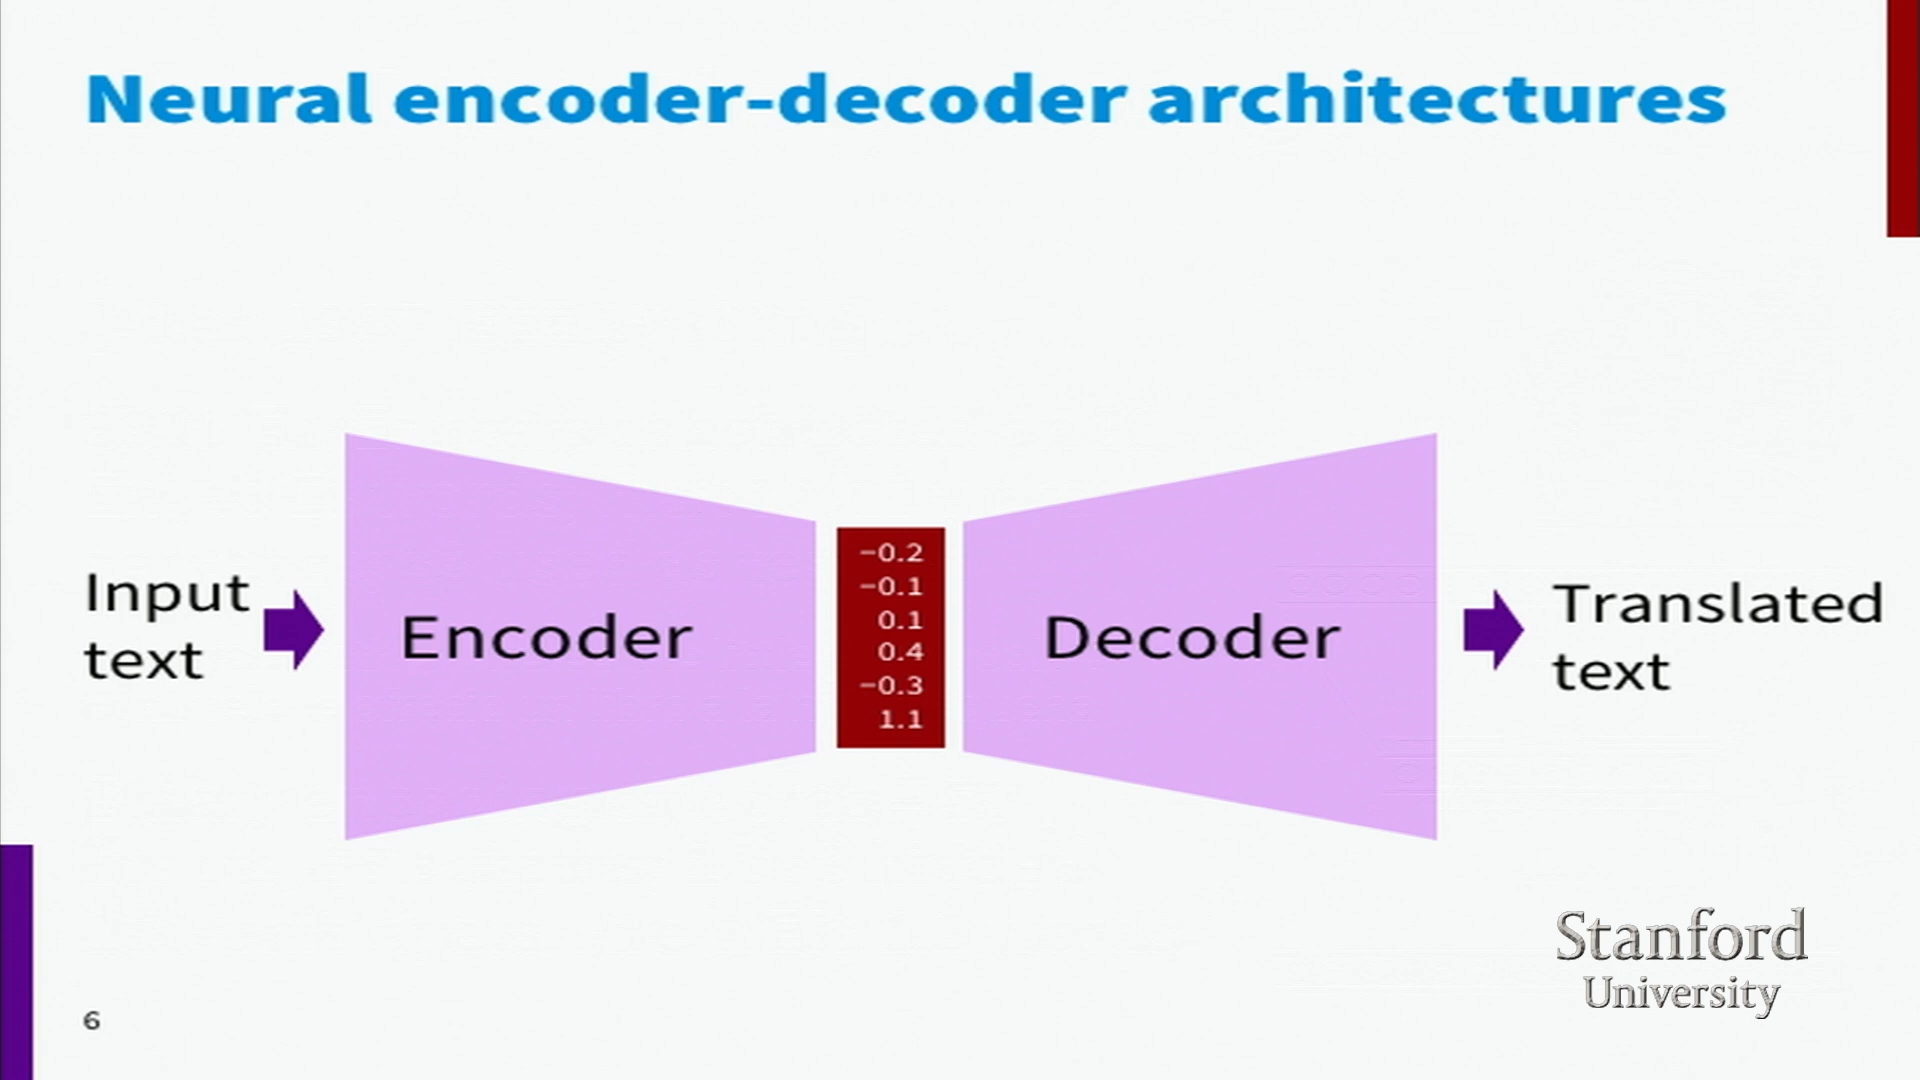 Neural encoder-decoder architectures
Input
text
Encoder
−0.2
−0.1
0.1
0.4
−0.3
1.1
Decoder
Translated
text
Stanford
University
6